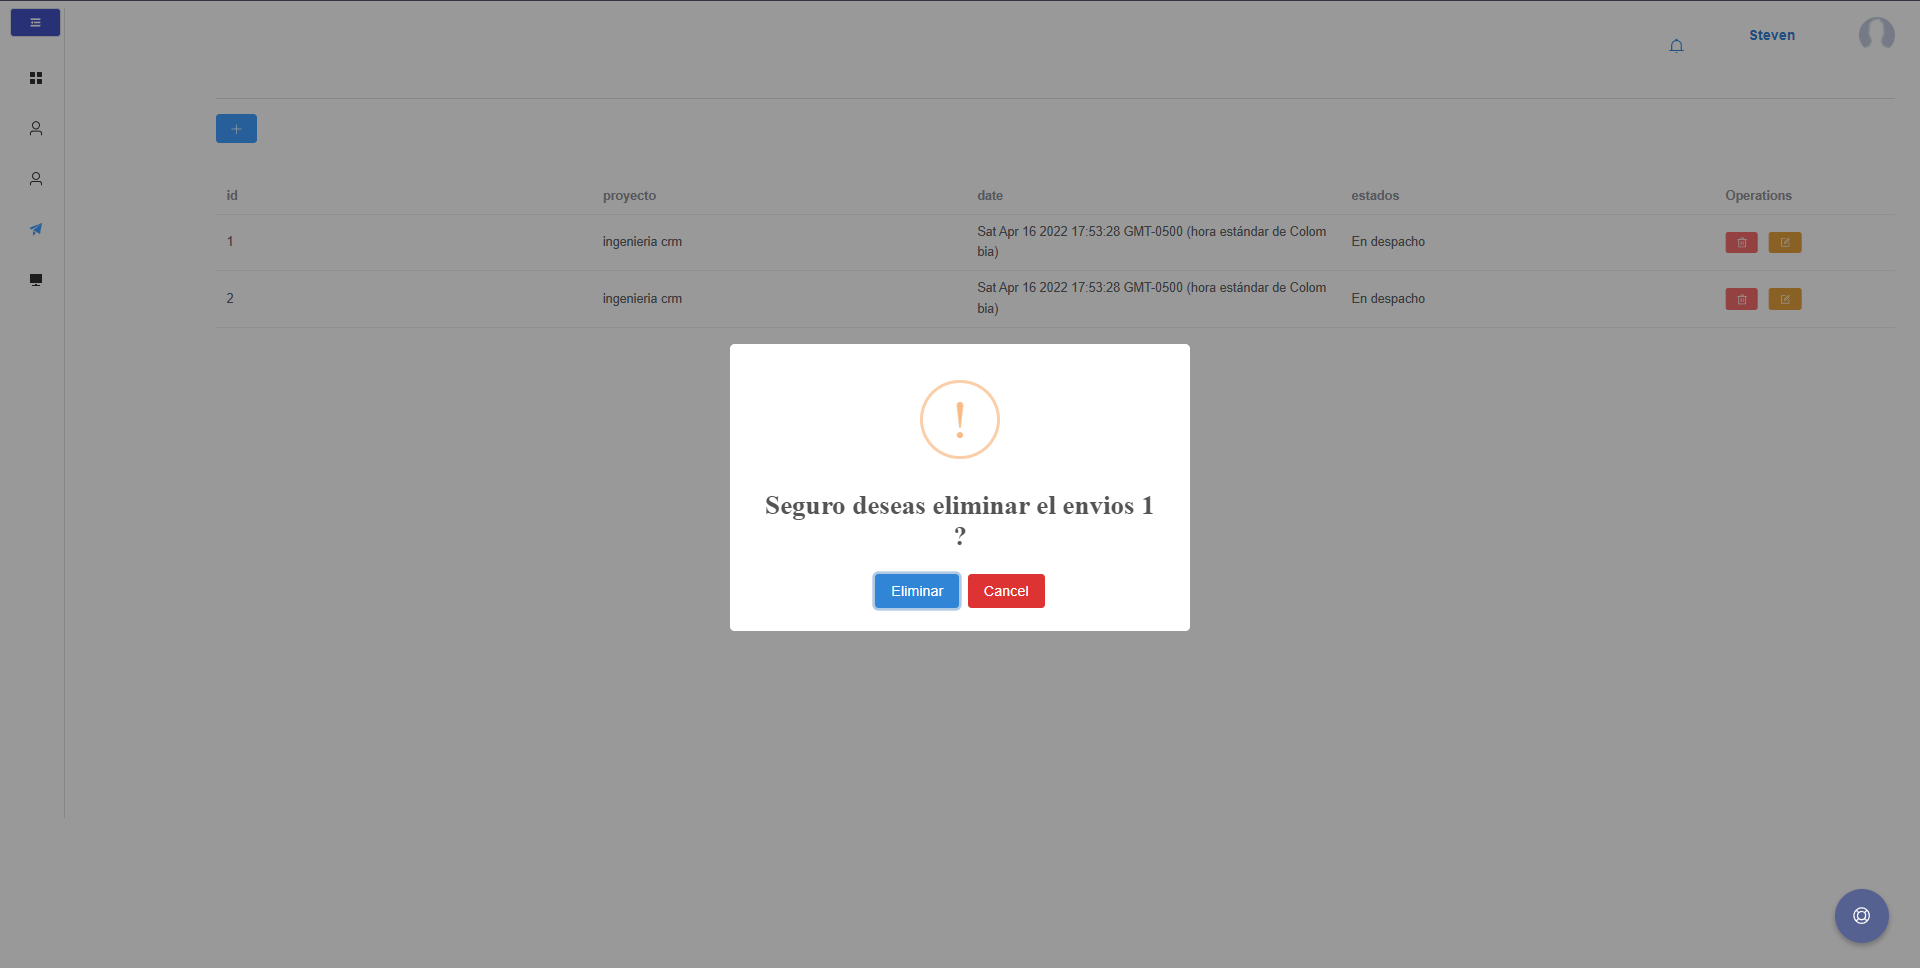 Steven
id proyecto date estados Operations
1 ingenieria crm Sat Apr 16 2022 17:53:28 GMT-0500 (hora estándar de Colom
bia) En despacho
2 ingenieria crm Sat Apr 16 2022 17:53:28 GMT-0500 (hora estándar de Colom
bia) En despacho
!
Seguro deseas eliminar el envios 1
?
Eliminar Cancel